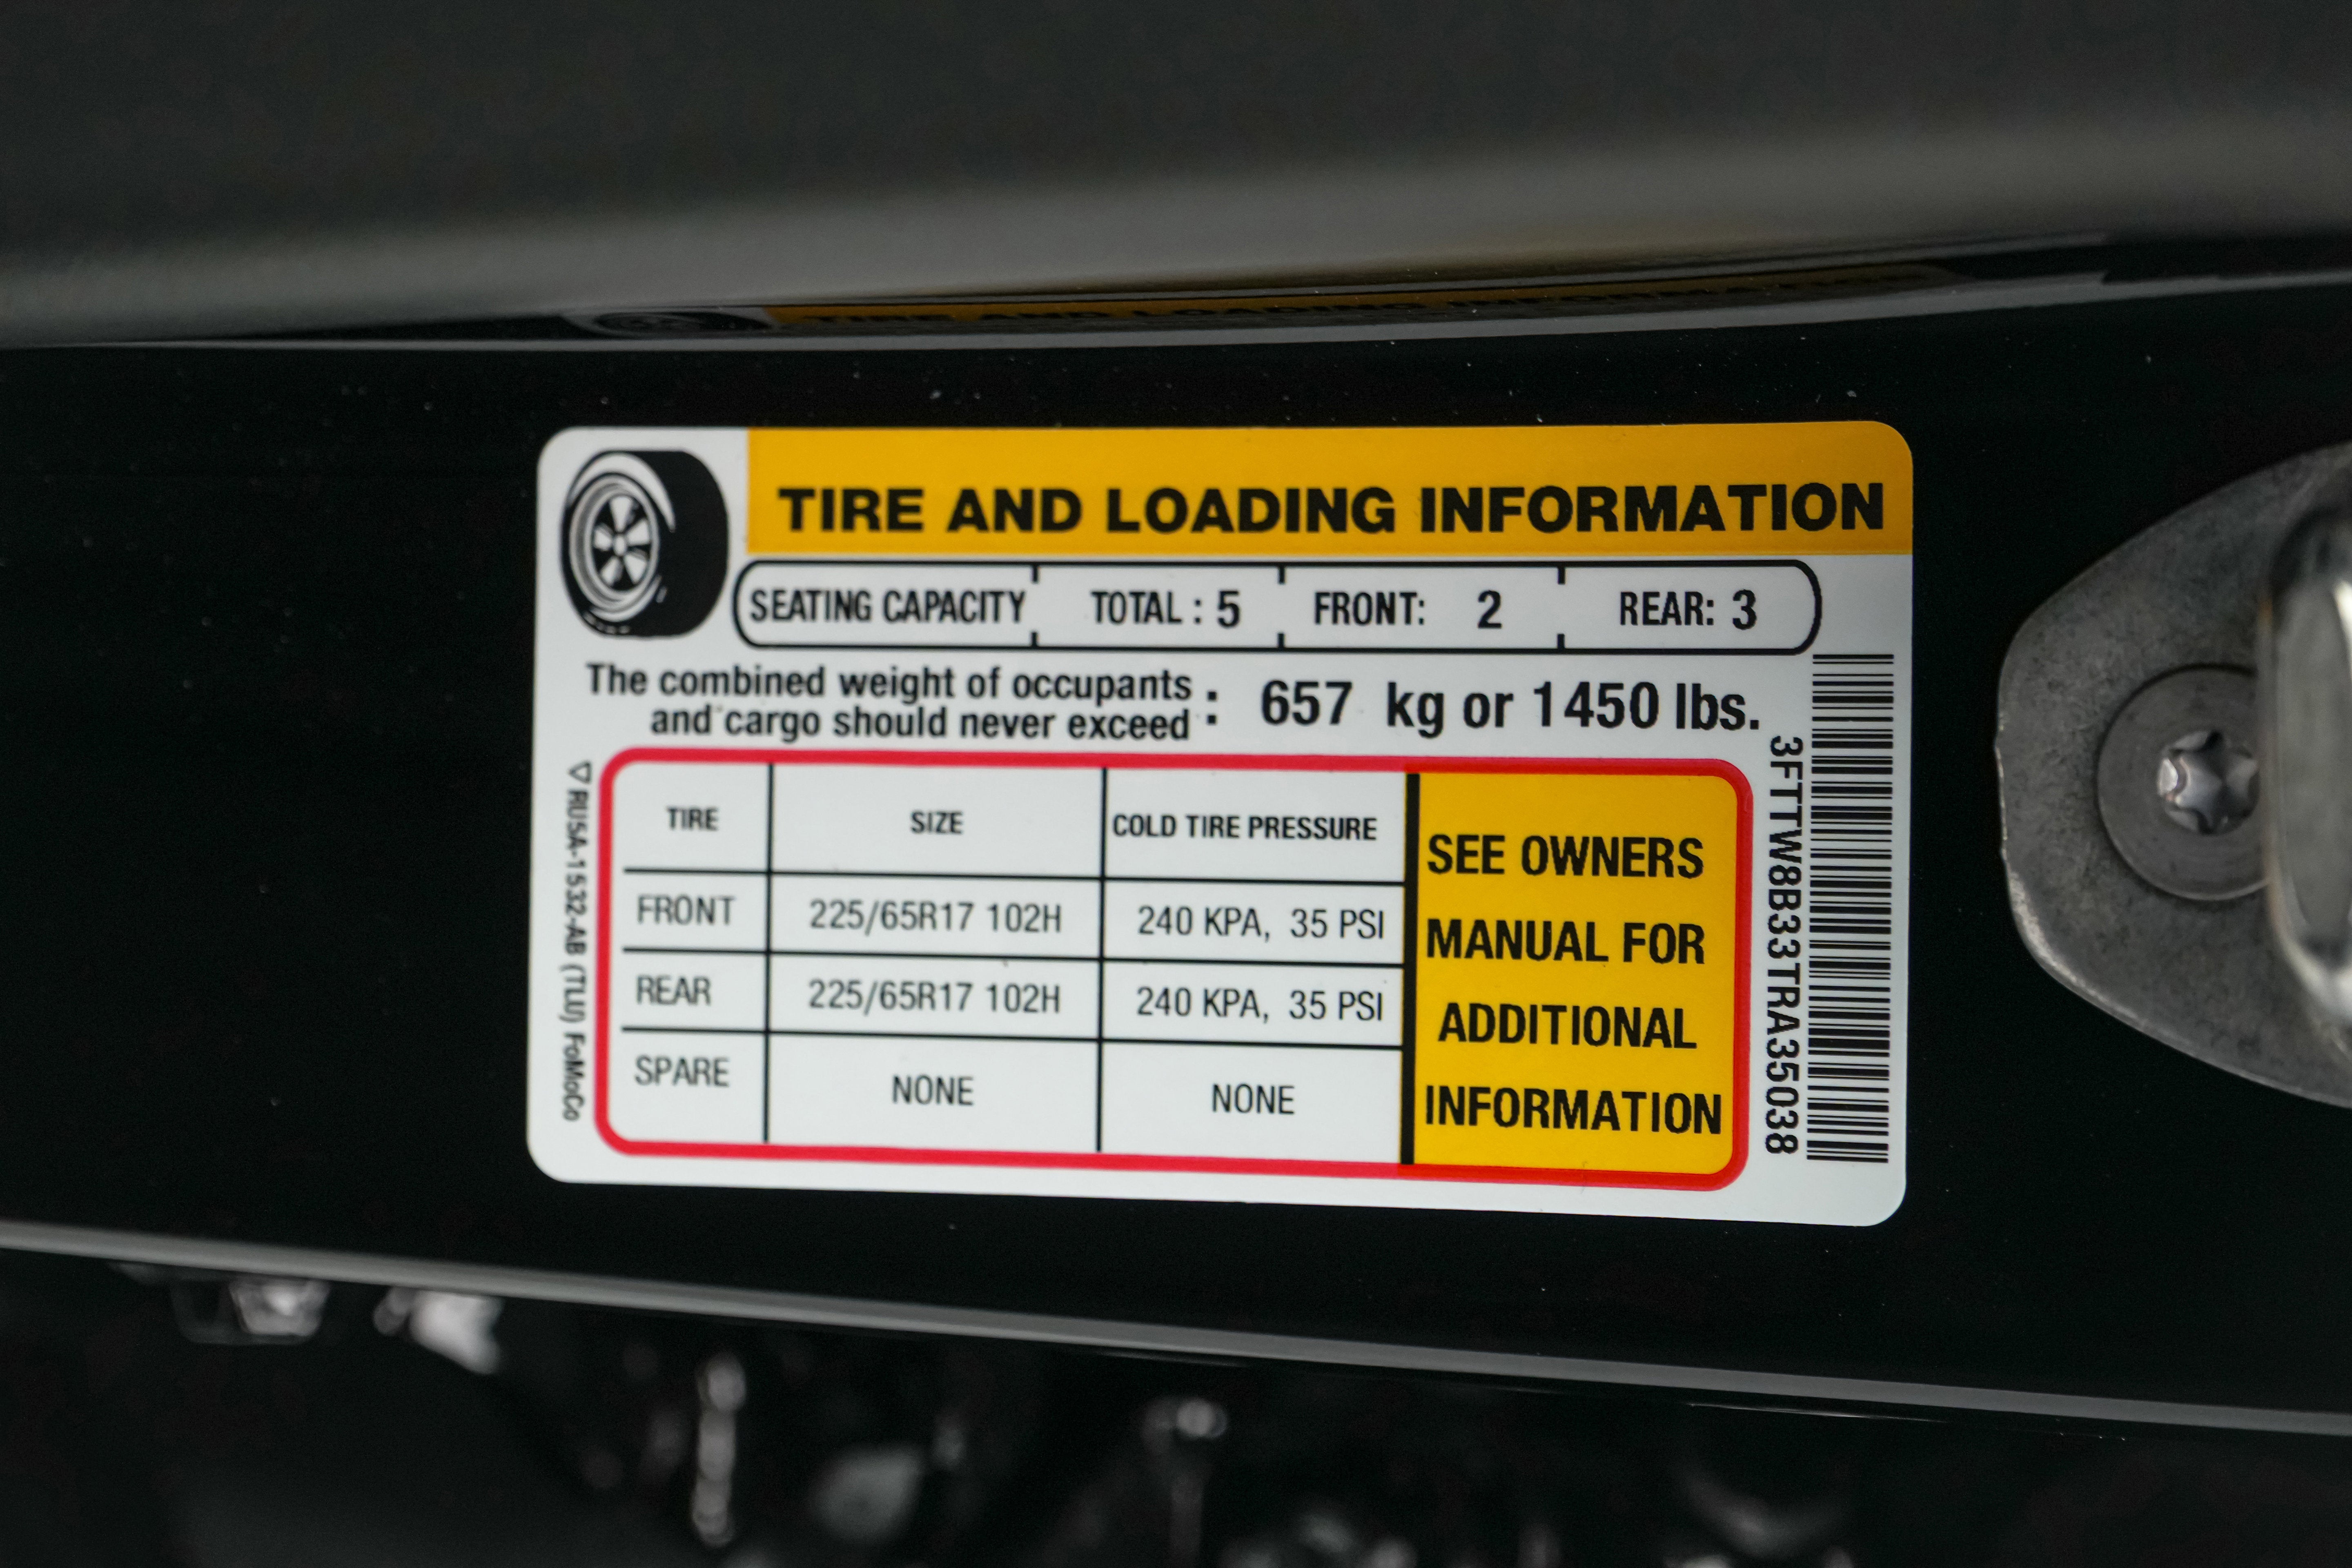 TIRE AND LOADING INFORMATION
SEATING CAPACITY TOTAL : 5 FRONT: 2 REAR: 3
The combined weight of occupants
and cargo should never exceed : 657 kg or 1450 lbs.
TIRE SIZE COLD TIRE PRESSURE
FRONT 225/65R17 102H 240 KPA, 35 PSI
REAR 225/65R17 102H 240 KPA, 35 PSI
SPARE NONE NONE
SEE OWNERS
MANUAL FOR
ADDITIONAL
INFORMATION
RU5A-1532-AB (TLU) FoMoCo
3FTTW8B33TRA35038